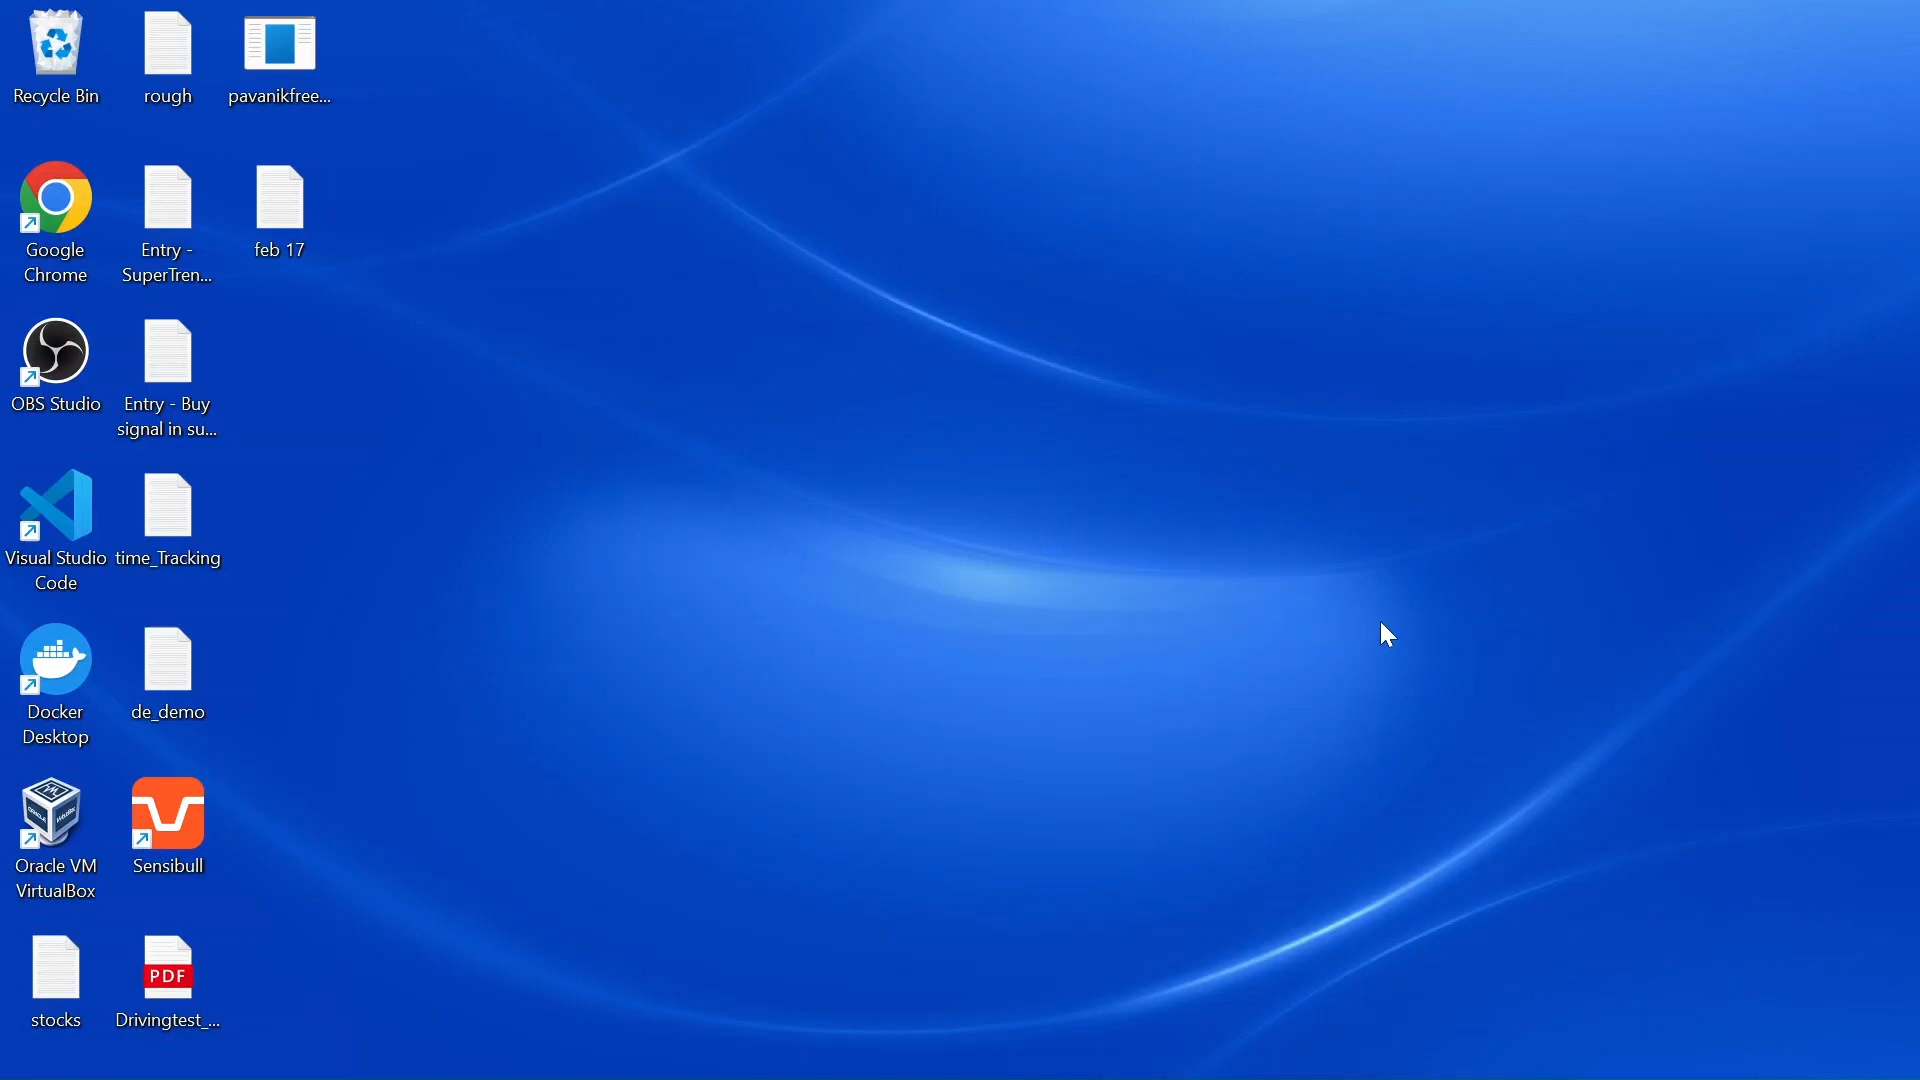 Recycle Bin
rough
pavanikfree...
Google
Chrome
Entry -
SuperTren...
feb 17
OBS Studio
Entry - Buy
signal in su...
Visual Studio
Code
time_Tracking
Docker
Desktop
de_demo
Oracle VM
VirtualBox
Sensibull
stocks
PDF
Drivingtest_...